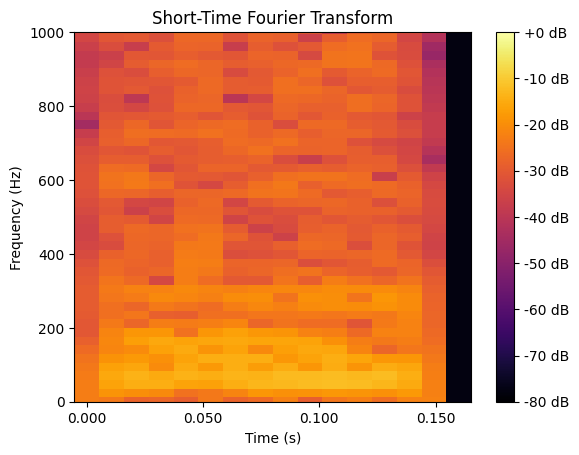 Short-Time Fourier Transform
Frequency (Hz)
1000
800
600
400
200
0
0.000
0.050
0.100
0.150
Time (s)
+0 dB
-10 dB
-20 dB
-30 dB
-40 dB
-50 dB
-60 dB
-70 dB
-80 dB